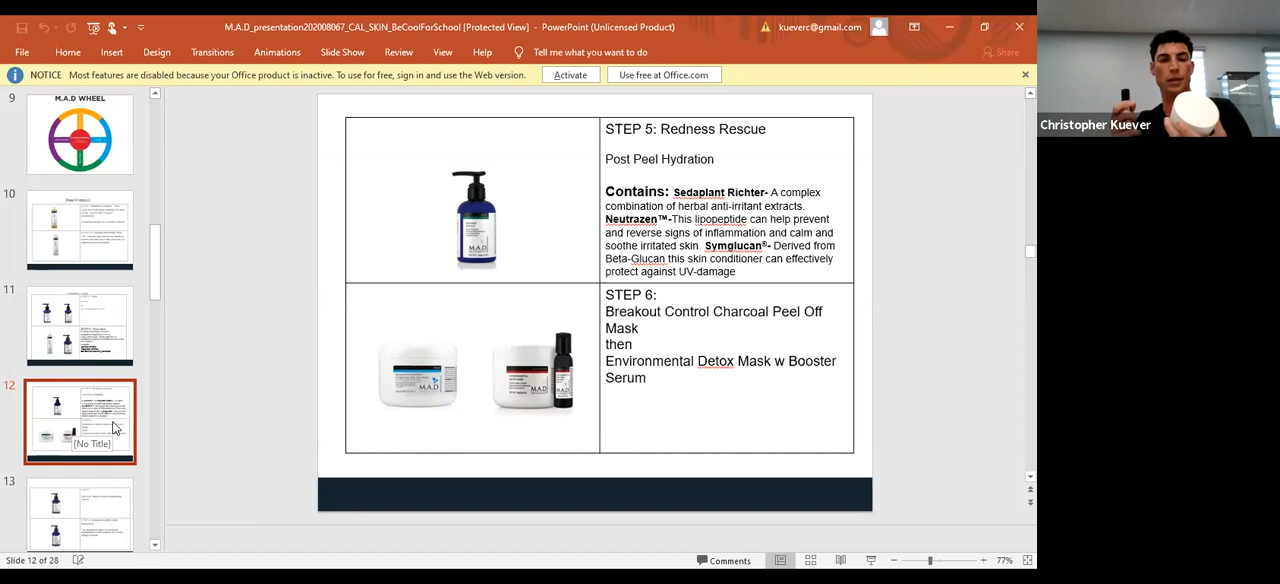 M.A.D_presentation202008067_CAL_SKIN_BeCoolForSchool [Protected View] - PowerPoint (Unlicensed Product)
kueverc@gmail.com
File Home Insert Design Transitions Animations Slide Show Review View Help Tell me what you want to do Share
NOTICE Most features are disabled because your Office product is inactive. To use for free, sign in and use the Web version. Activate Use free at Office.com
Christopher Kuever
9
M.A.D WHEEL
10
Peel Protocol
11
12
[No Title]
13
STEP 5: Redness Rescue
Post Peel Hydration
Contains: Sedaplant Richter- A complex
combination of herbal anti-irritant extracts.
Neutrazen™-This lipopeptide can help prevent
and reverse signs of inflammation and calm and
soothe irritated skin. Symglucan®- Derived from
Beta-Glucan this skin conditioner can effectively
protect against UV-damage
M.A.D
STEP 6:
Breakout Control Charcoal Peel Off
Mask
then
Environmental Detox Mask w Booster
Serum
M.A.D
M.A.D
Slide 12 of 28
Comments
77%